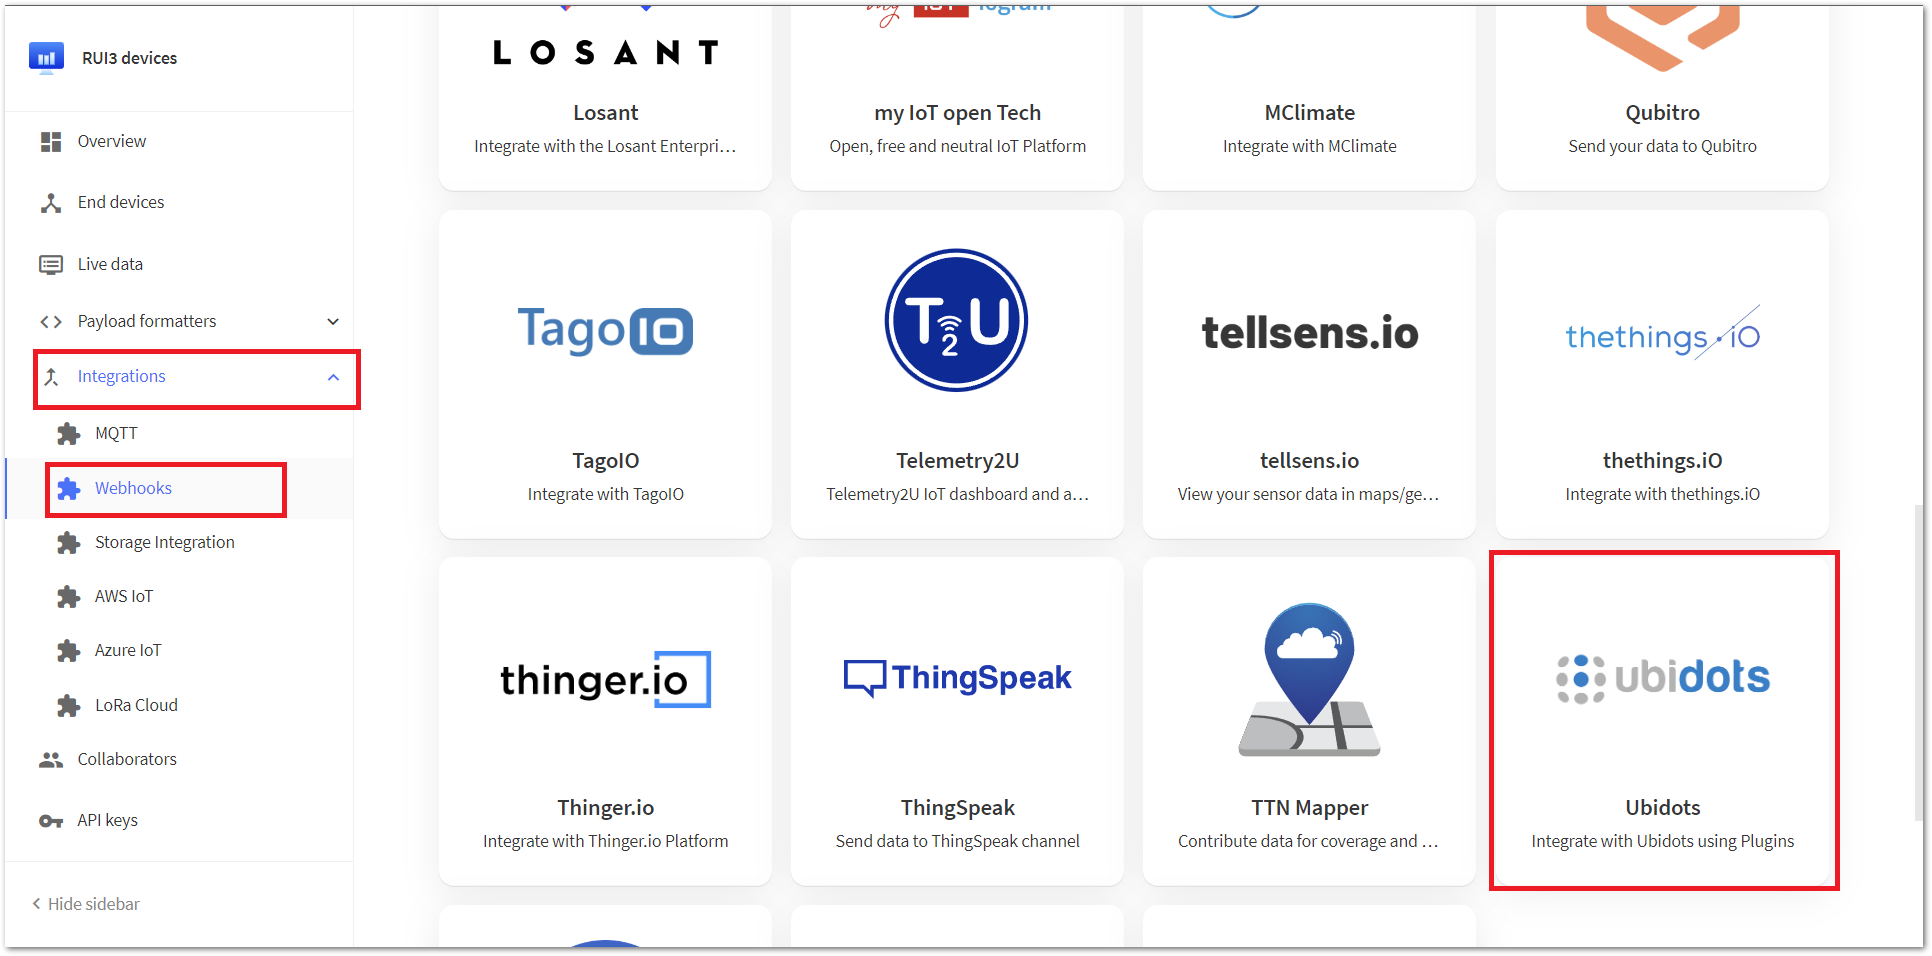 RUI3 devices
Overview
End devices
Live data
Payload formatters
Integrations
MQTT
Webhooks
Storage Integration
AWS IoT
Azure IoT
LoRa Cloud
Collaborators
API keys
Hide sidebar
LOSANT
Losant
Integrate with the Losant Enterpri…
my IoT open Tech
Open, free and neutral IoT Platform
MClimate
Integrate with MClimate
Qubitro
Send your data to Qubitro
TagoIO
TagoIO
Integrate with TagoIO
T2U
Telemetry2U
Telemetry2U IoT dashboard and a…
tellsens.io
tellsens.io
View your sensor data in maps/ge…
thethings.iO
thethings.iO
Integrate with thethings.iO
thinger.io
Thinger.io
Integrate with Thinger.io Platform
ThingSpeak
ThingSpeak
Send data to ThingSpeak channel
TTN Mapper
Contribute data for coverage and …
ubidots
Ubidots
Integrate with Ubidots using Plugins